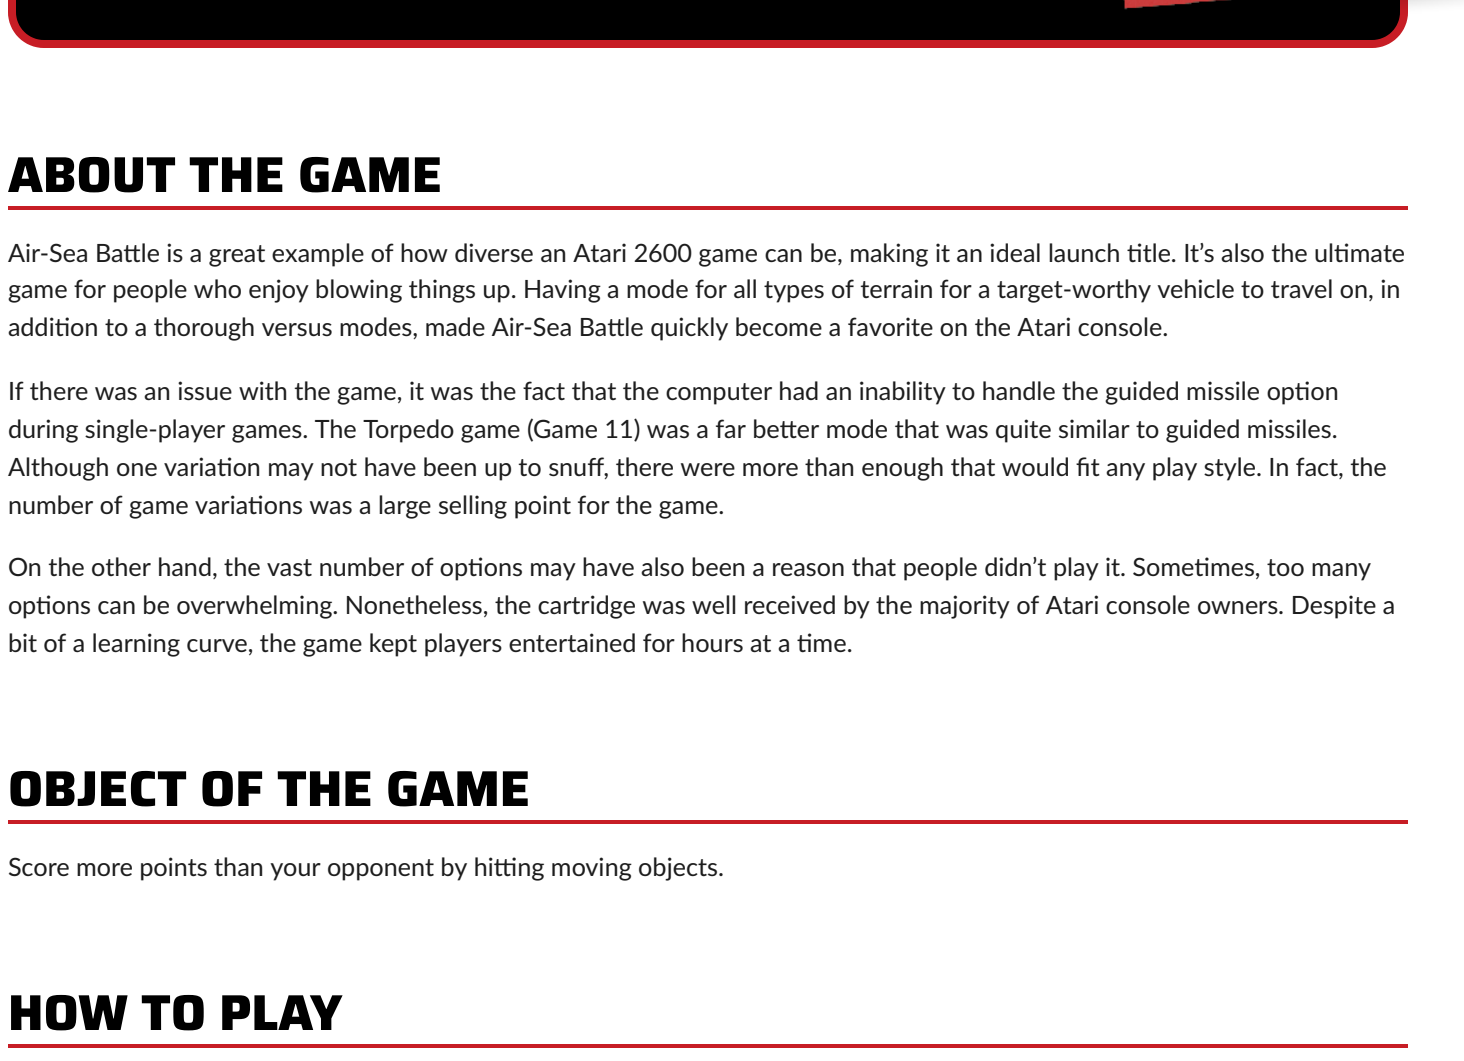 ABOUT THE GAME
Air-Sea Battle is a great example of how diverse an Atari 2600 game can be, making it an ideal launch title. It’s also the ultimate
game for people who enjoy blowing things up. Having a mode for all types of terrain for a target-worthy vehicle to travel on, in
addition to a thorough versus modes, made Air-Sea Battle quickly become a favorite on the Atari console.
If there was an issue with the game, it was the fact that the computer had an inability to handle the guided missile option
during single-player games. The Torpedo game (Game 11) was a far better mode that was quite similar to guided missiles.
Although one variation may not have been up to snuff, there were more than enough that would fit any play style. In fact, the
number of game variations was a large selling point for the game.
On the other hand, the vast number of options may have also been a reason that people didn’t play it. Sometimes, too many
options can be overwhelming. Nonetheless, the cartridge was well received by the majority of Atari console owners. Despite a
bit of a learning curve, the game kept players entertained for hours at a time.
OBJECT OF THE GAME
Score more points than your opponent by hitting moving objects.
HOW TO PLAY